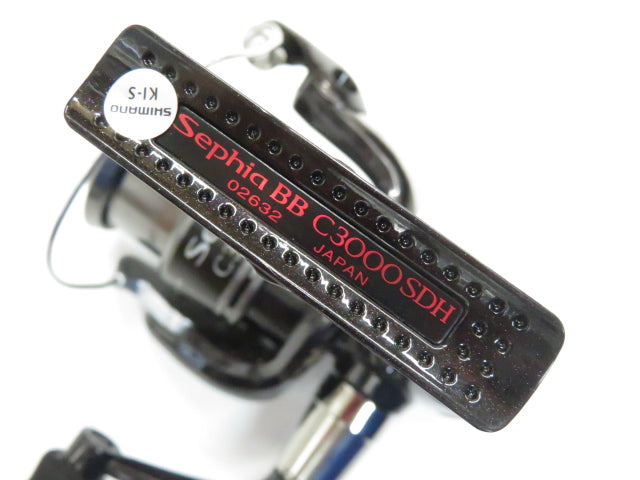 SHIMANO
KI-S
Sephia BB C3000SDH
02632 JAPAN